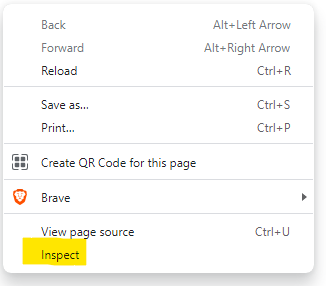 Back Alt+Left Arrow
Forward Alt+Right Arrow
Reload Ctrl+R
Save as... Ctrl+S
Print... Ctrl+P
Create QR Code for this page
Brave
View page source Ctrl+U
Inspect